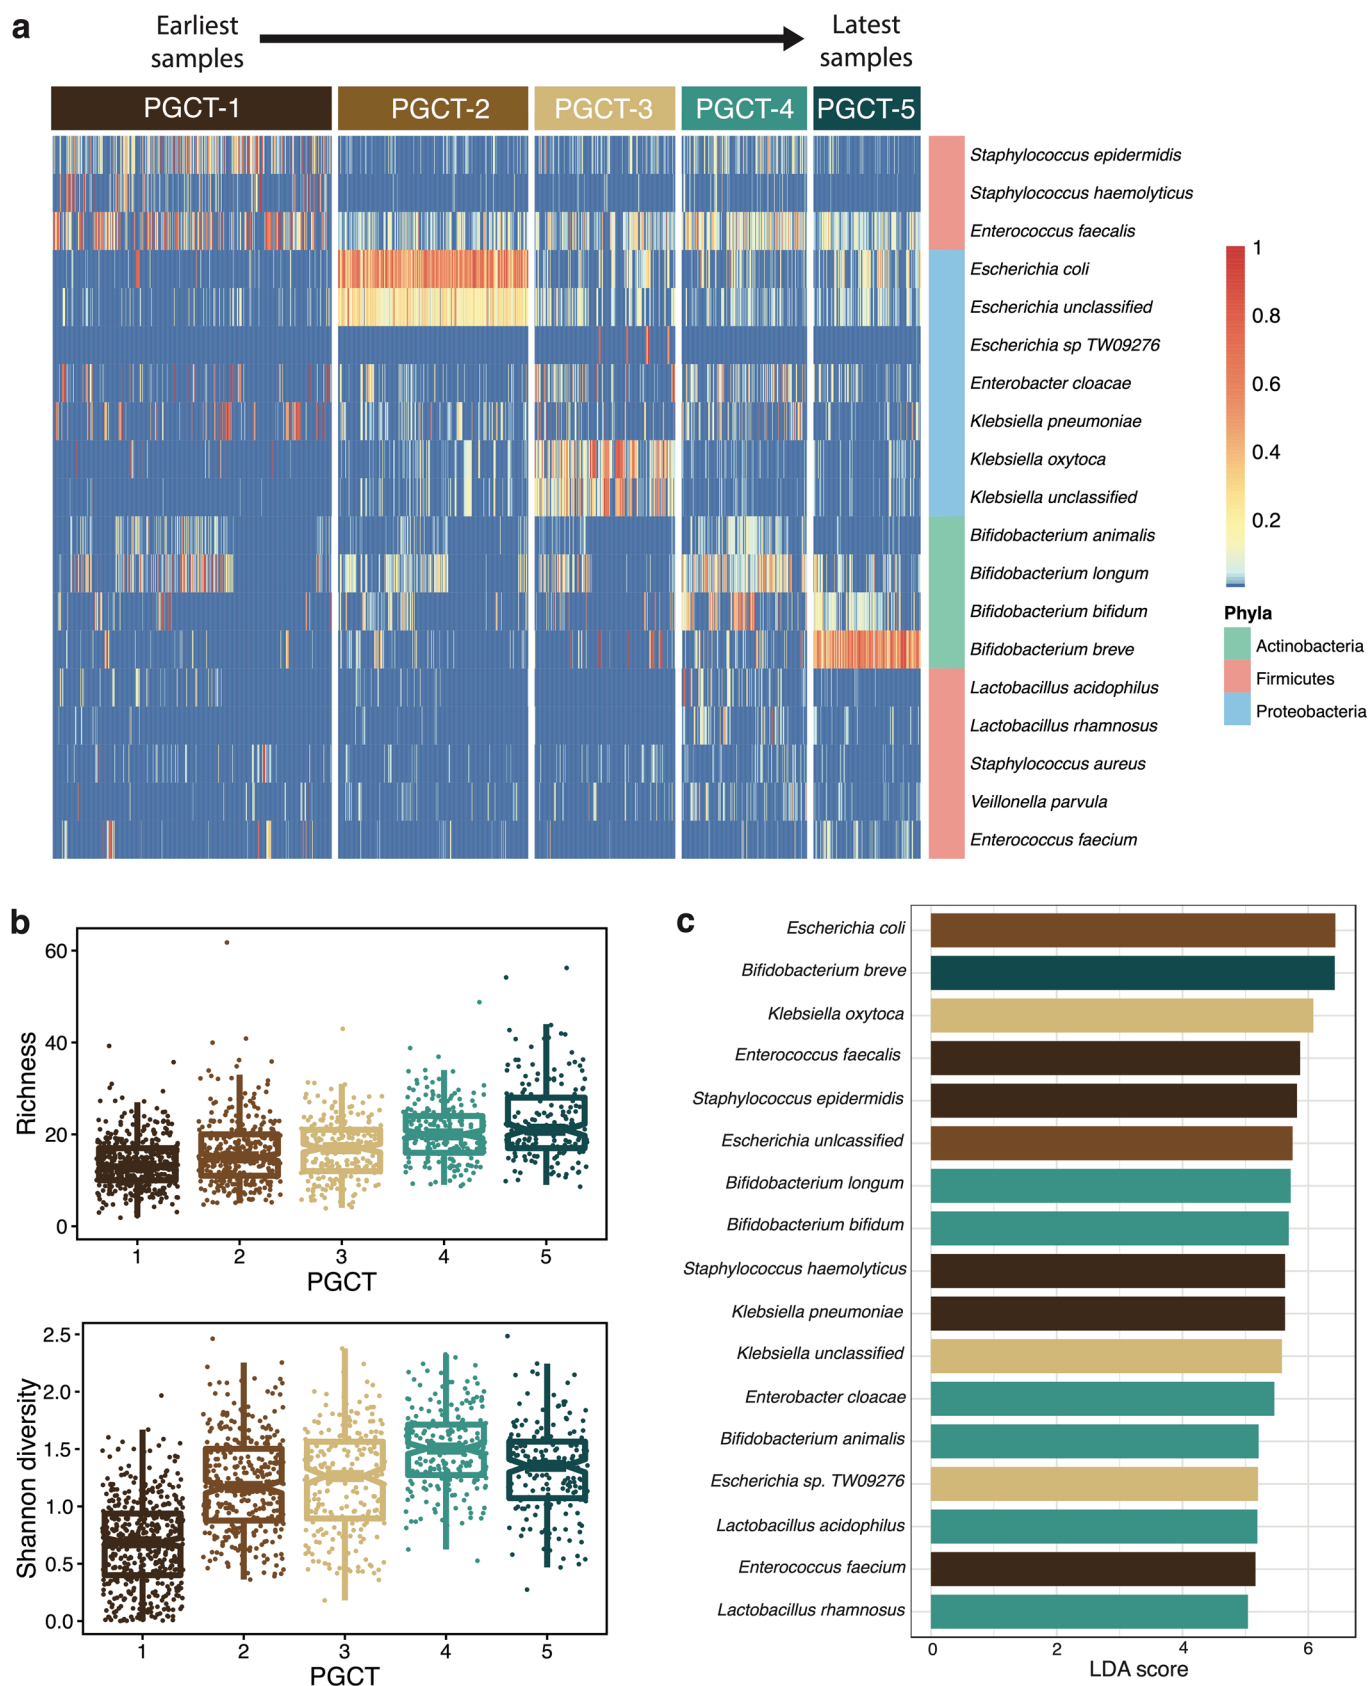 a
Earliest
samples
Latest
samples
PGCT-1
PGCT-2
PGCT-3
PGCT-4
PGCT-5
Staphylococcus epidermidis
Staphylococcus haemolyticus
Enterococcus faecalis
Escherichia coli
Escherichia unclassified
Escherichia sp TW09276
Enterobacter cloacae
Klebsiella pneumoniae
Klebsiella oxytoca
Klebsiella unclassified
Bifidobacterium animalis
Bifidobacterium longum
Bifidobacterium bifidum
Bifidobacterium breve
Lactobacillus acidophilus
Lactobacillus rhamnosus
Staphylococcus aureus
Veillonella parvula
Enterococcus faecium
1
0.8
0.6
0.4
0.2
Phyla
Actinobacteria
Firmicutes
Proteobacteria
b
Richness
60
40
20
0
1 2 3 4 5
PGCT
Shannon diversity
2.5
2.0
1.5
1.0
0.5
0.0
1 2 3 4 5
PGCT
c
Escherichia coli
Bifidobacterium breve
Klebsiella oxytoca
Enterococcus faecalis
Staphylococcus epidermidis
Escherichia unlcassified
Bifidobacterium longum
Bifidobacterium bifidum
Staphylococcus haemolyticus
Klebsiella pneumoniae
Klebsiella unclassified
Enterobacter cloacae
Bifidobacterium animalis
Escherichia sp. TW09276
Lactobacillus acidophilus
Enterococcus faecium
Lactobacillus rhamnosus
0 2 4 6
LDA score